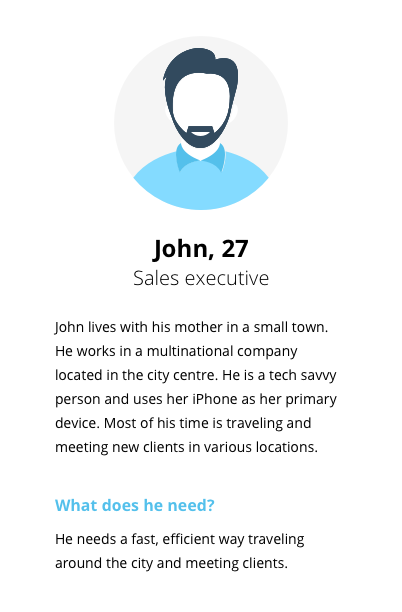 John, 27
Sales executive
John lives with his mother in a small town.
He works in a multinational company
located in the city centre. He is a tech savvy
person and uses her iPhone as her primary
device. Most of his time is traveling and
meeting new clients in various locations.
What does he need?
He needs a fast, efficient way traveling
around the city and meeting clients.